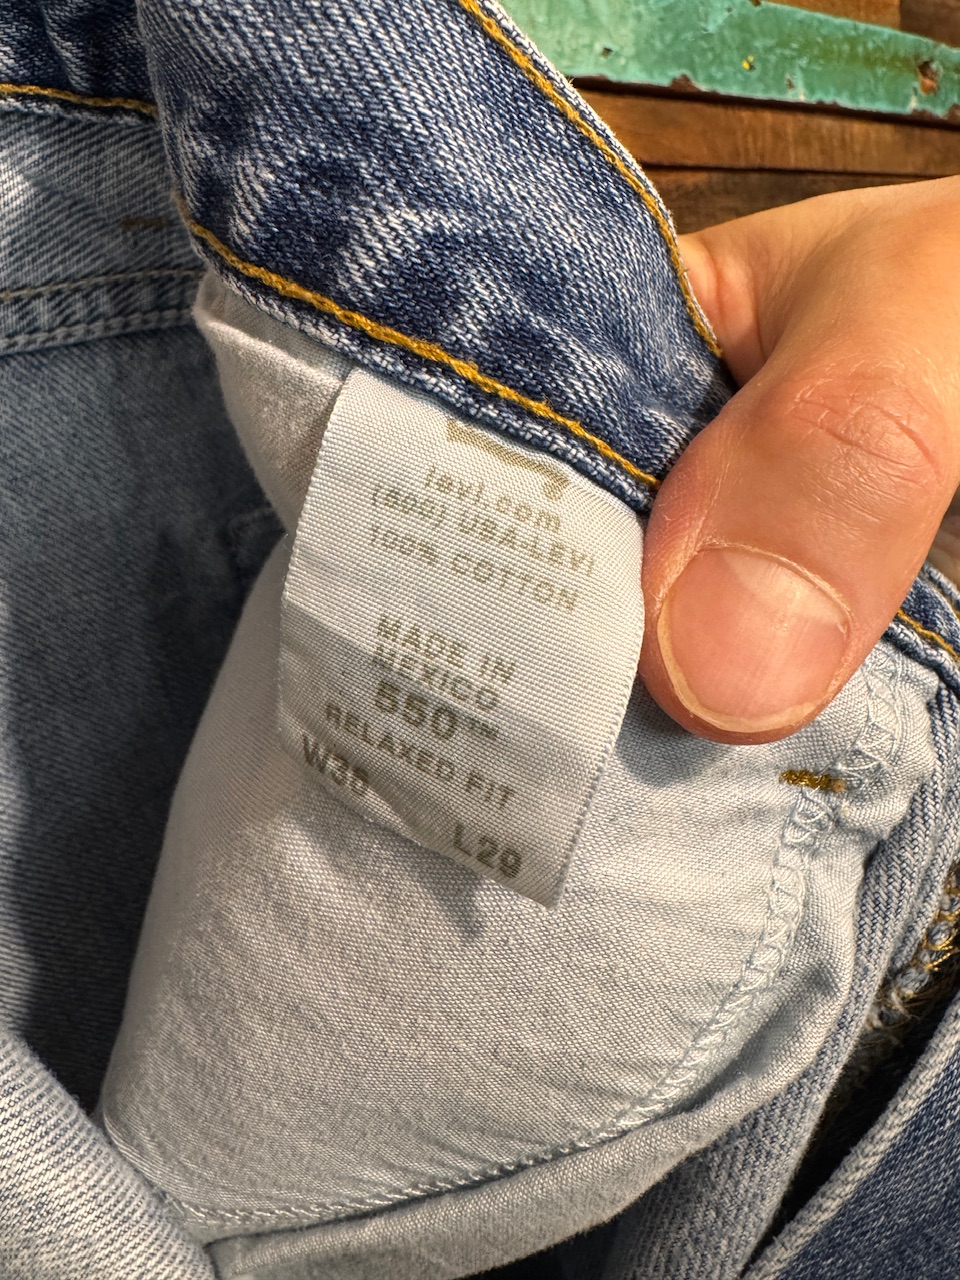 levi.com
(800) USA-LEVI
100% COTTON
MADE IN
MEXICO
550™
RELAXED FIT
L29